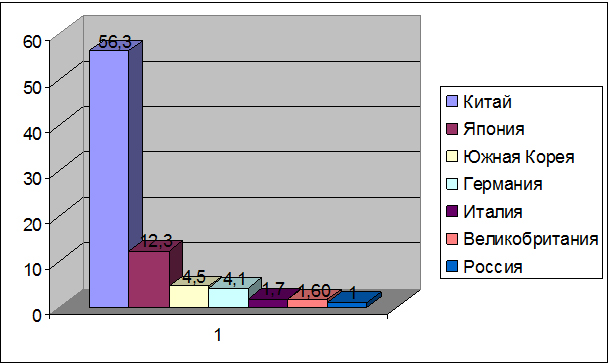 60
50
40
30
20
10
0
56,3
12,3
4,5
4,1
1,7
1,60
1
1
Китай
Япония
Южная Корея
Германия
Италия
Великобритания
Россия